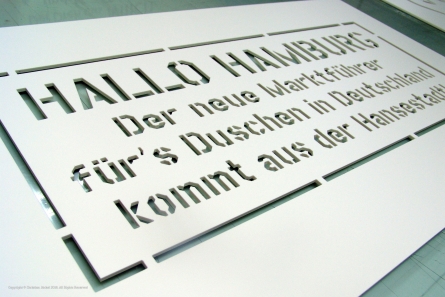 HALLO HAMBURG
Der neue Marktführer
für's Duschen in Deutschland
kommt aus der Hansestadt!